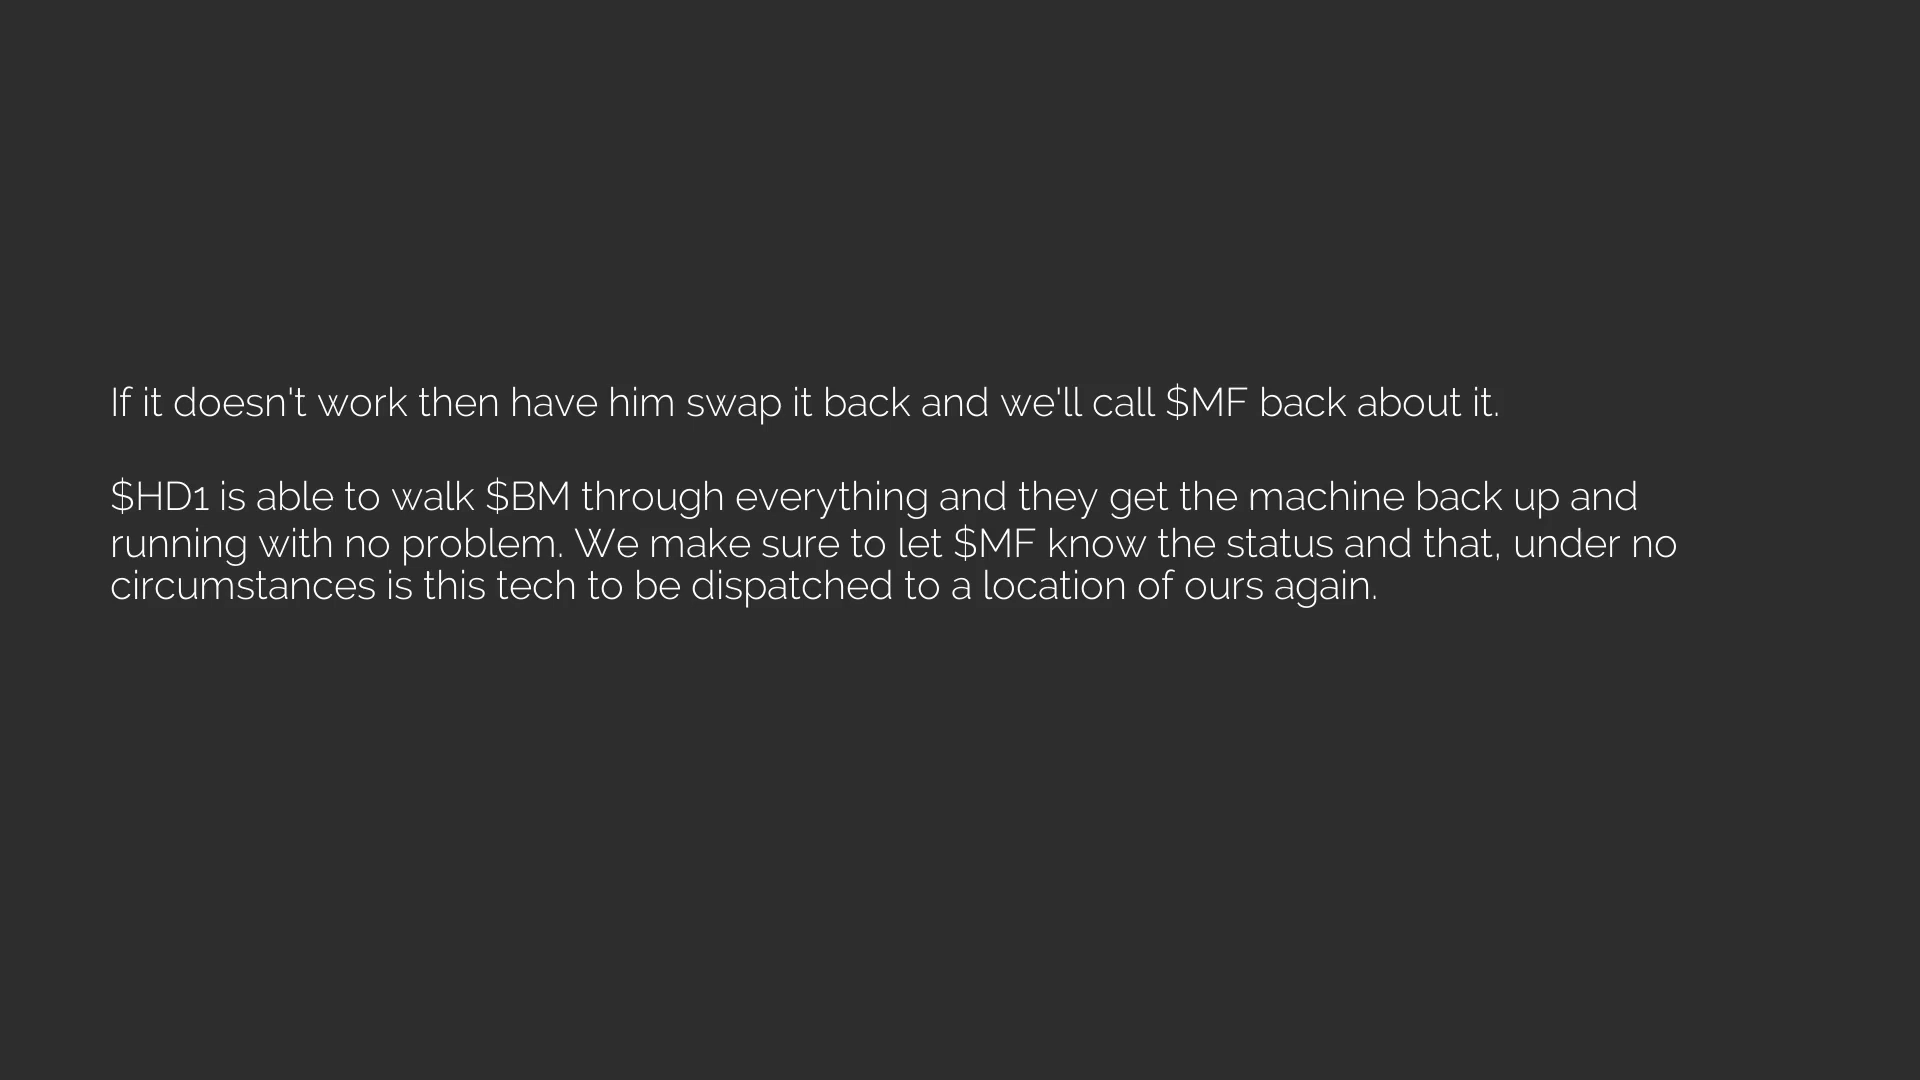 If it doesn't work then have him swap it back and we'll call $MF back about it.
$HD1 is able to walk $BM through everything and they get the machine back up and
running with no problem. We make sure to let $MF know the status and that, under no
circumstances is this tech to be dispatched to a location of ours again.